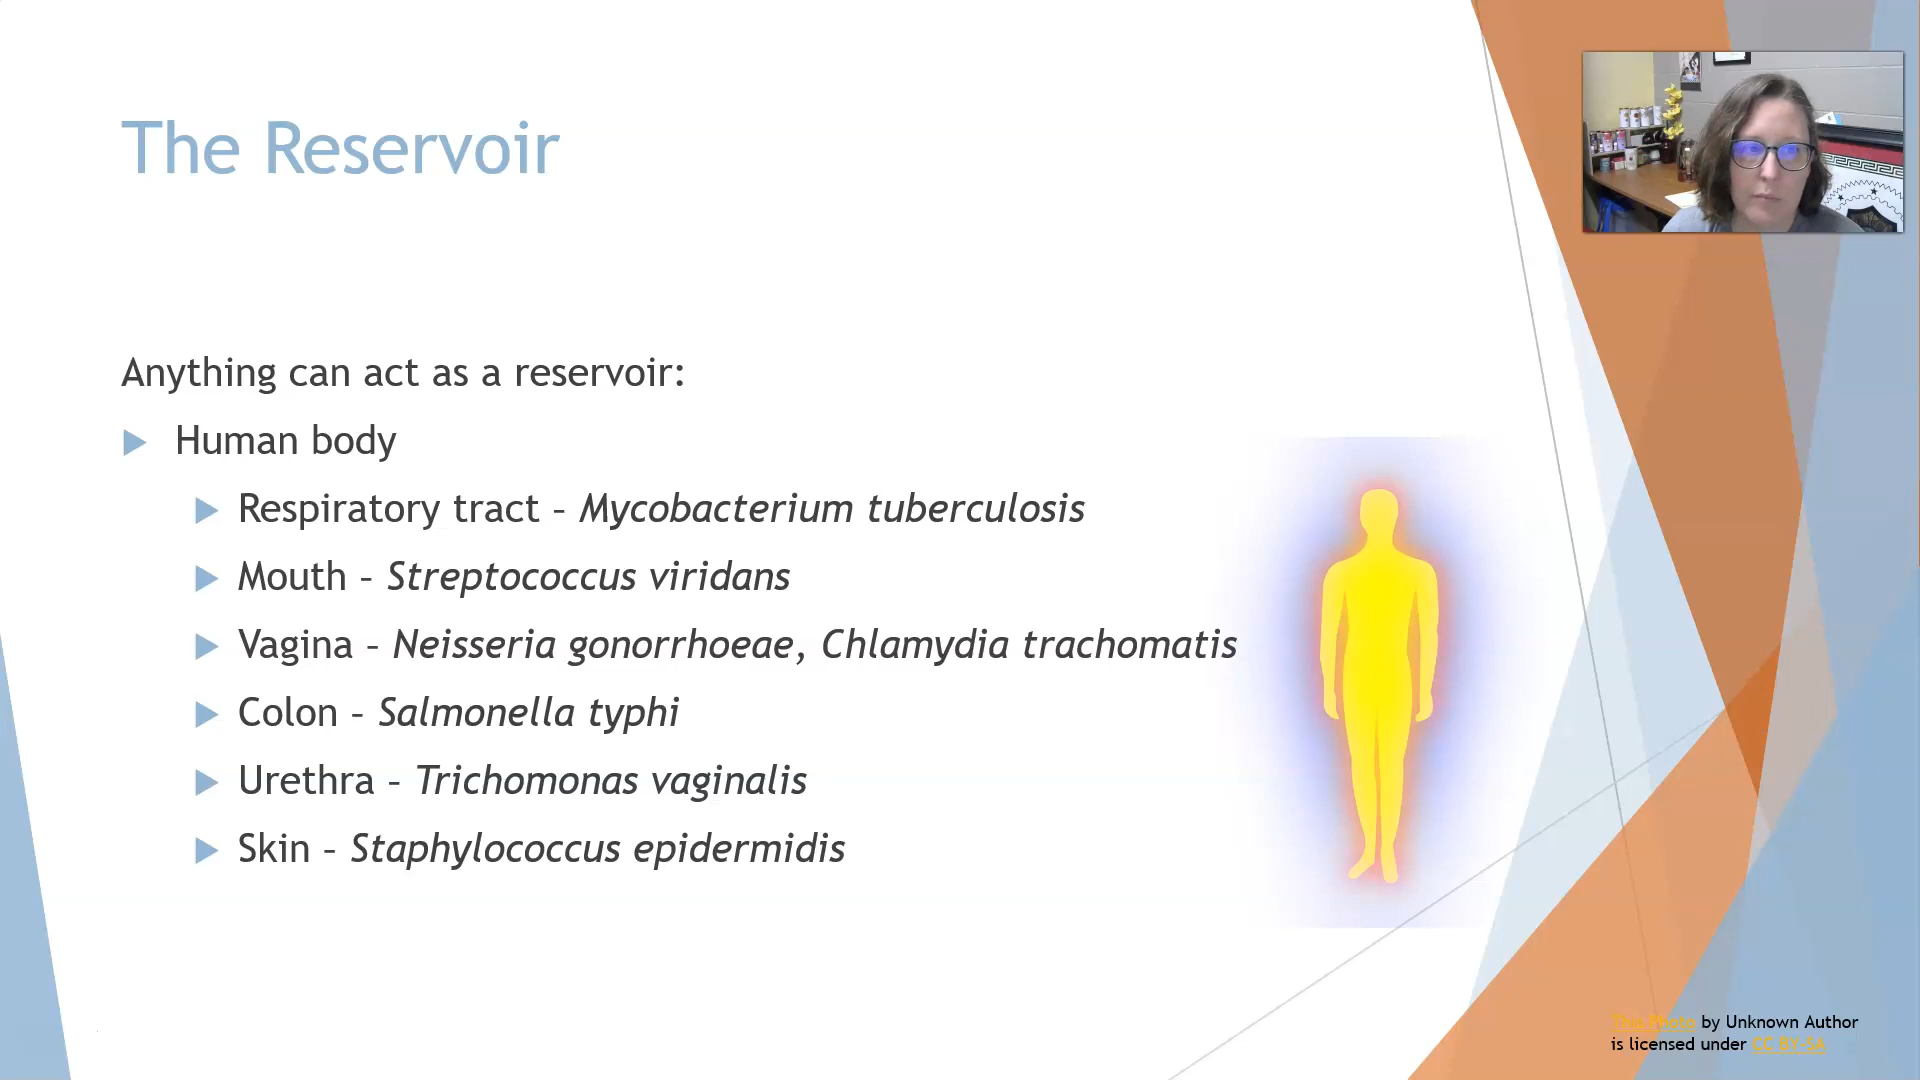 The Reservoir
Anything can act as a reservoir:
Human body
Respiratory tract – Mycobacterium tuberculosis
Mouth – Streptococcus viridans
Vagina – Neisseria gonorrhoeae, Chlamydia trachomatis
Colon – Salmonella typhi
Urethra – Trichomonas vaginalis
Skin – Staphylococcus epidermidis
This Photo by Unknown Author
is licensed under CC BY-SA